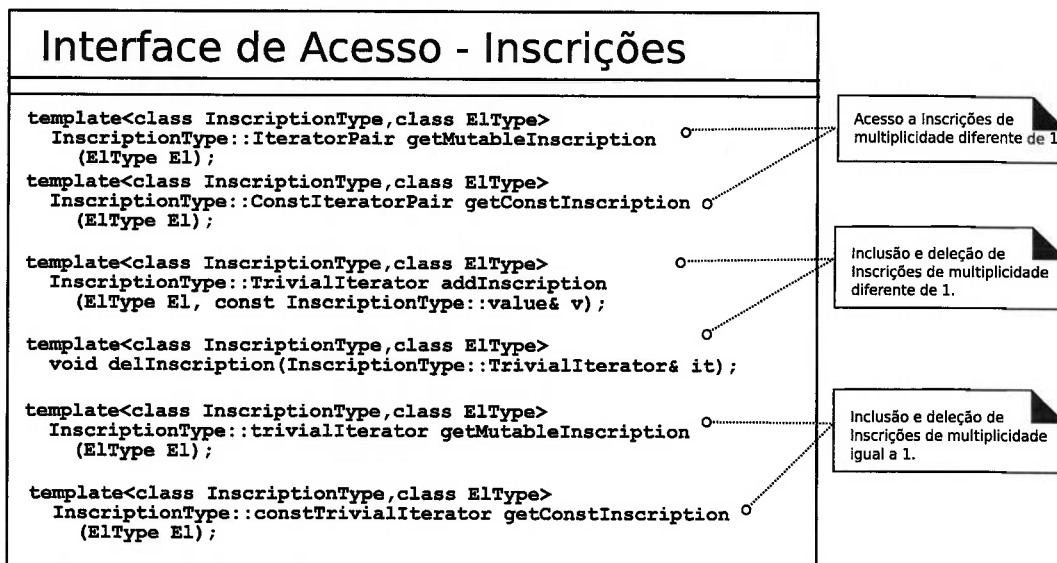 Interface de Acesso - Inscrições
template<class InscriptionType,class ElType>
InscriptionType::IteratorPair getMutableInscription
(ElType El);
template<class InscriptionType,class ElType>
InscriptionType::ConstIteratorPair getConstInscription
(ElType El);
template<class InscriptionType,class ElType>
InscriptionType::TrivialIterator addInscription
(ElType El, const InscriptionType::value& v);
template<class InscriptionType,class ElType>
void delInscription(InscriptionType::TrivialIterator& it);
template<class InscriptionType,class ElType>
InscriptionType::trivialIterator getMutableInscription
(ElType El);
template<class InscriptionType,class ElType>
InscriptionType::constTrivialIterator getConstInscription
(ElType El);
Acesso a Inscrições de
multiplicidade diferente de 1
Inclusão e deleção de
Inscrições de multiplicidade
diferente de 1.
Inclusão e deleção de
Inscrições de multiplicidade
igual a 1.